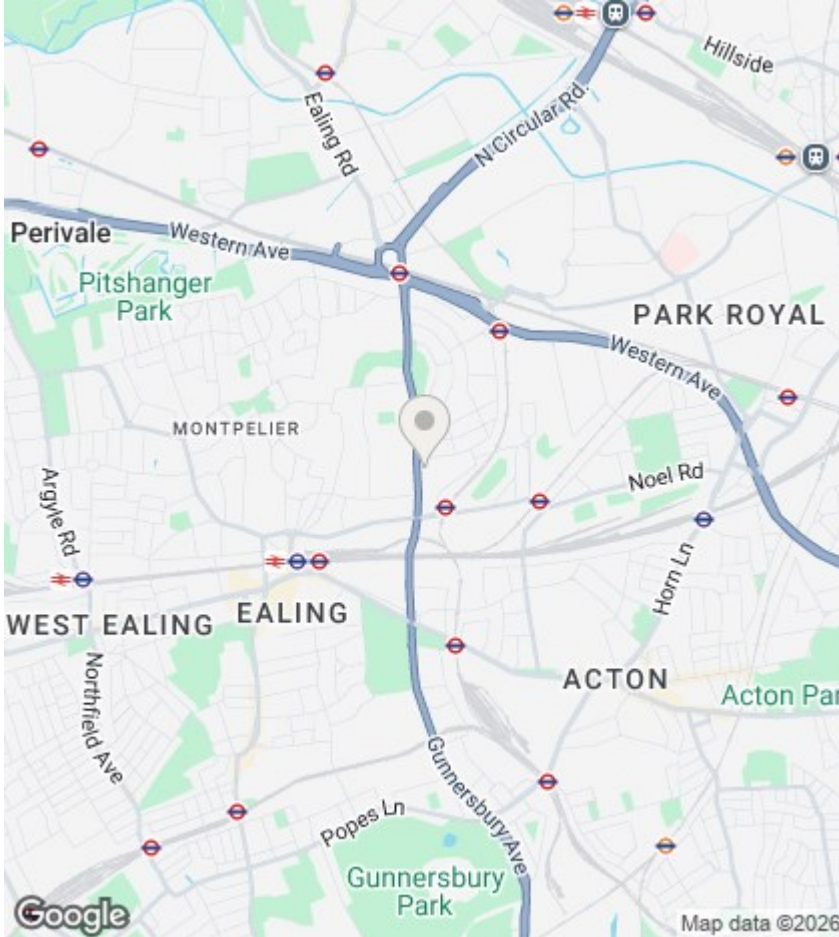 Hillside
Ealing Rd
N Circular Rd.
Perivale
Western Ave
Pitshanger
Park
PARK ROYAL
Western Ave
MONTPELIER
Argyle Rd
Noel Rd
Horn Ln
WEST EALING
EALING
Northfield Ave
ACTON
Acton Par
Gunnersbury Ave
Popes Ln
Gunnersbury
Park
Google
Map data ©2026